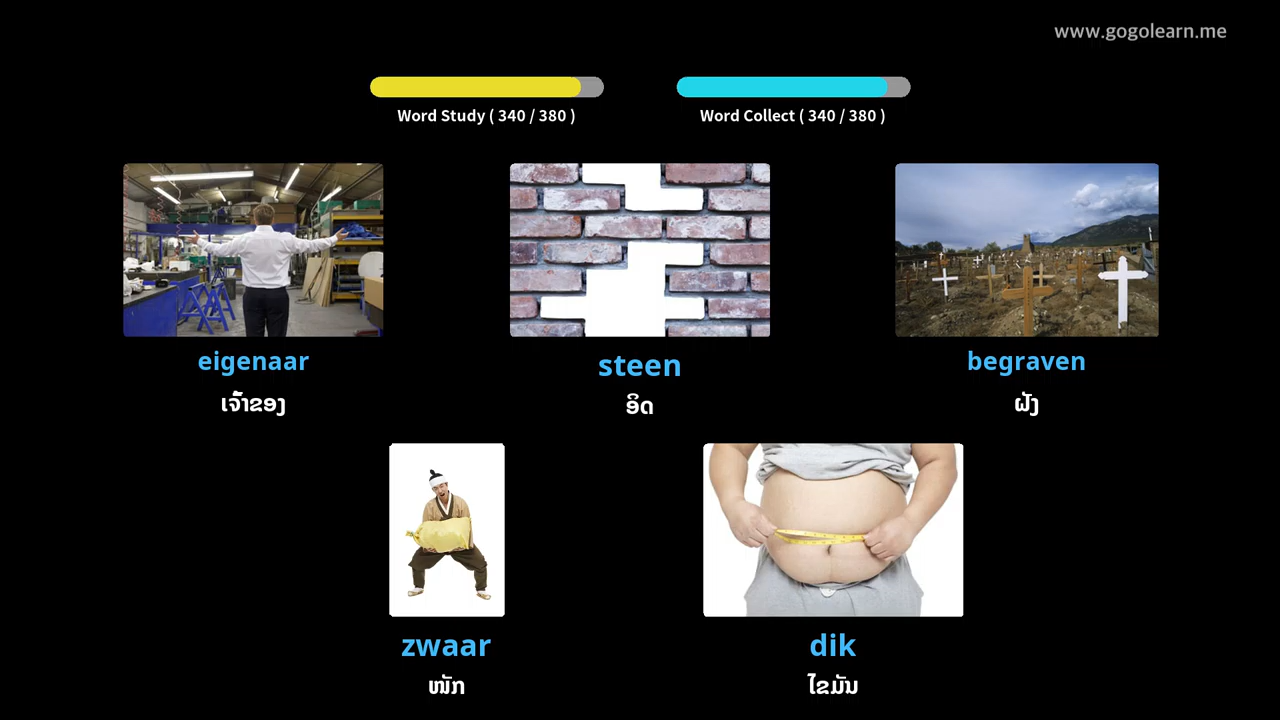 www.gogolearn.me
Word Study ( 340 / 380 )
Word Collect ( 340 / 380 )
eigenaar
steen
begraven
ເຈົ້າຂອງ
ອິດ
ຝັງ
zwaar
dik
ໜັກ
ໄຂມັນ